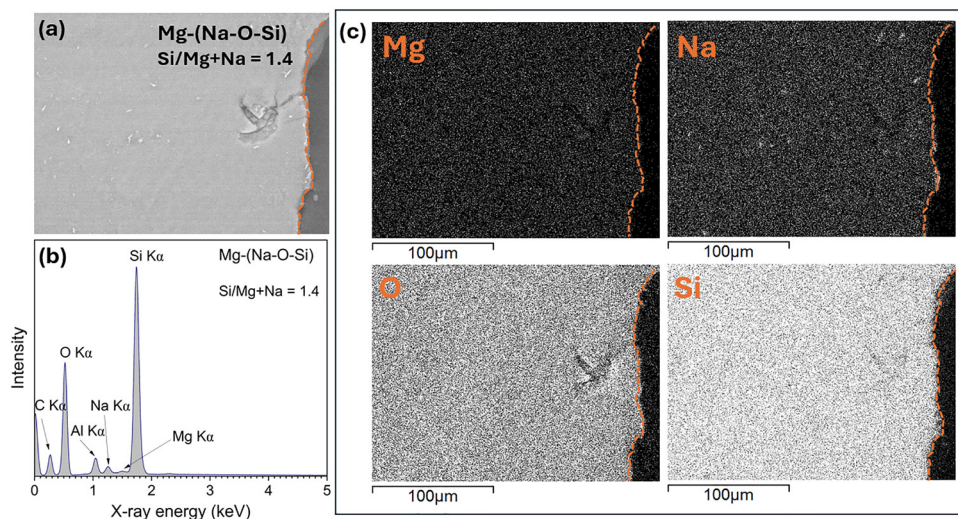 (a)
Mg-(Na-O-Si)
Si/Mg+Na = 1.4
(b)
Mg-(Na-O-Si)
Si/Mg+Na = 1.4
Si Kα
O Kα
C Kα
Al Kα
Na Kα
Mg Kα
Intensity
0 1 2 3 4 5
X-ray energy (keV)
(c)
Mg
Na
100µm
100µm
O
Si
100µm
100µm